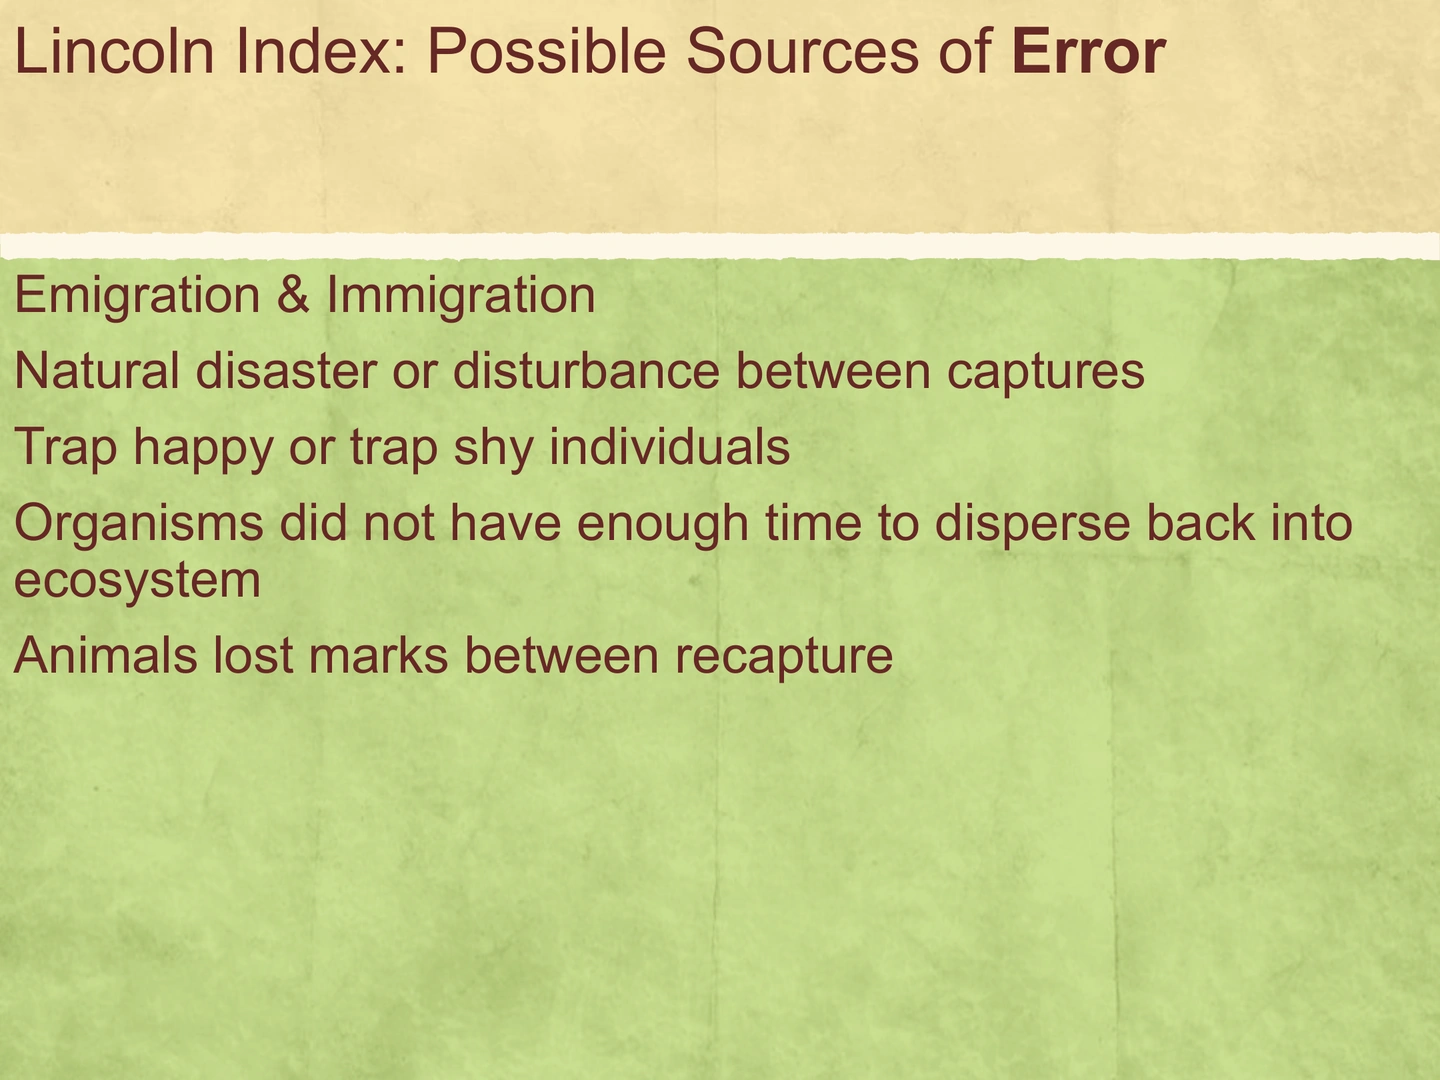 Lincoln Index: Possible Sources of Error
Emigration & Immigration
Natural disaster or disturbance between captures
Trap happy or trap shy individuals
Organisms did not have enough time to disperse back into
ecosystem
Animals lost marks between recapture